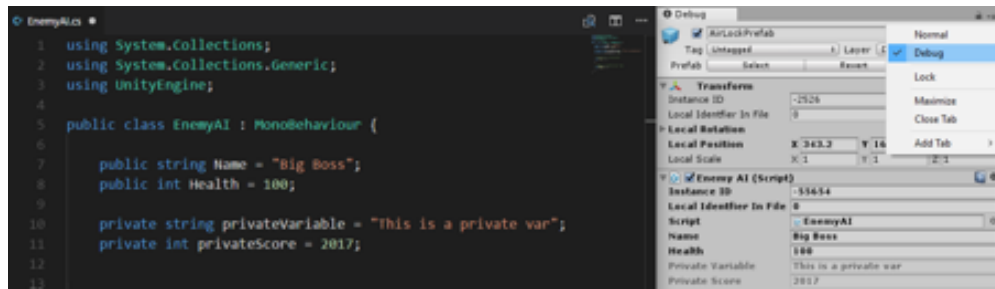 EnemyAI.cs
1 using System.Collections;
2 using System.Collections.Generic;
3 using UnityEngine;
4
5 public class EnemyAI : MonoBehaviour {
6
7 public string Name = "Big Boss";
8 public int Health = 100;
9
10 private string privateVariable = "This is a private var";
11 private int privateScore = 2017;
12
13
Debug
AirLockPrefab
Tag Untagged Layer
Prefab Select Revert
Transform
Instance ID -2526
Local Identfier In File 0
Local Rotation
Local Position X 343.2 Y 16
Local Scale X 1 Y 1 Z 1
Enemy AI (Script)
Instance ID -55654
Local Identfier In File 0
Script EnemyAI
Name Big Boss
Health 100
Private Variable This is a private var
Private Score 2017
Normal
Debug
Lock
Maximize
Close Tab
Add Tab